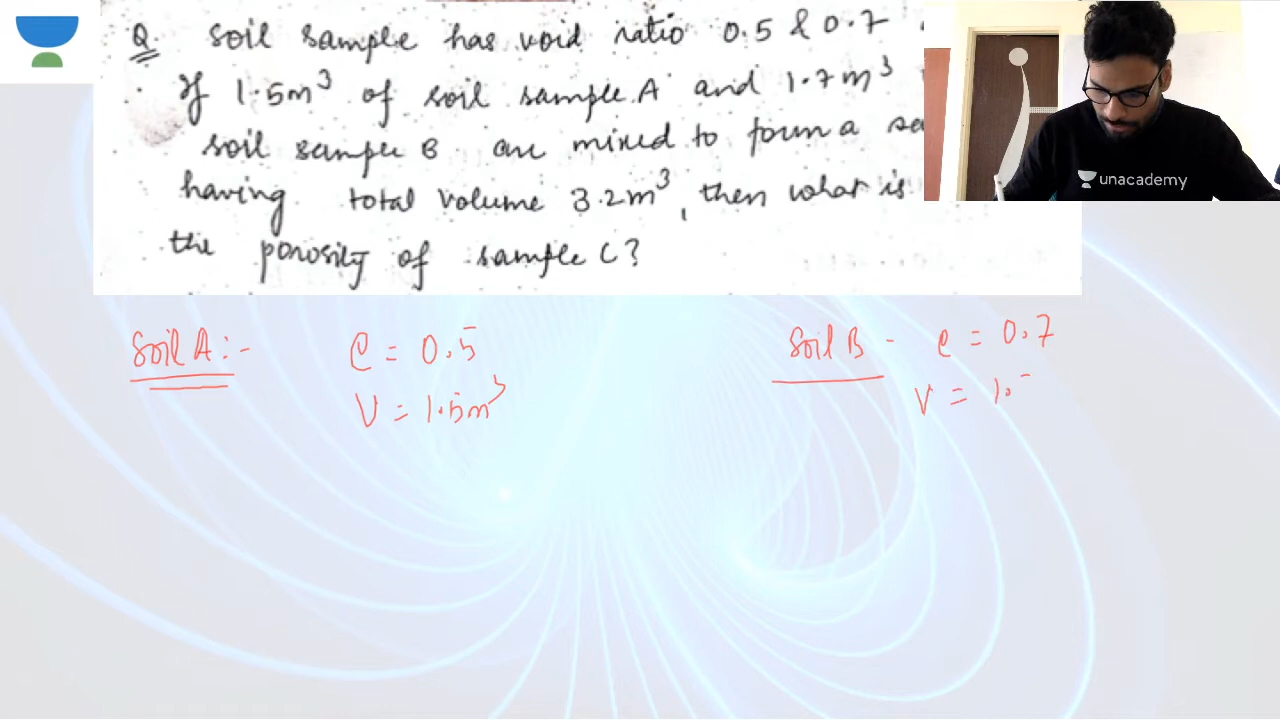 Q. Soil sample has void ratio 0.5 & 0.7
If 1.5m³ of soil sample A and 1.7m³
soil sample B are mixed to form a sa
having total volume 3.2m³, then what is
the porosity of sample C?
unacademy
Soil A :- e = 0.5
V = 1.5m³
Soil B - e = 0.7
V = 1.